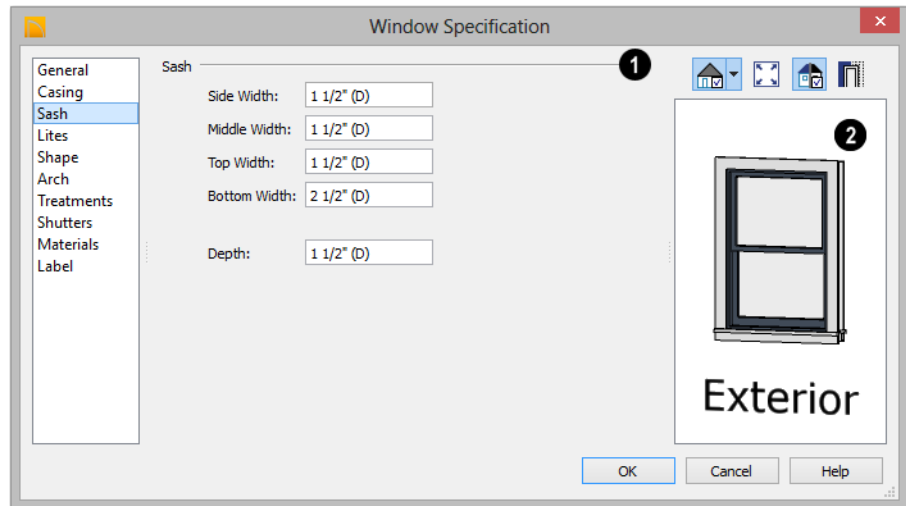 Window Specification
General
Casing
Sash
Lites
Shape
Arch
Treatments
Shutters
Materials
Label
Sash
1
Side Width: 1 1/2" (D)
Middle Width: 1 1/2" (D)
Top Width: 1 1/2" (D)
Bottom Width: 2 1/2" (D)
Depth: 1 1/2" (D)
2
Exterior
OK Cancel Help